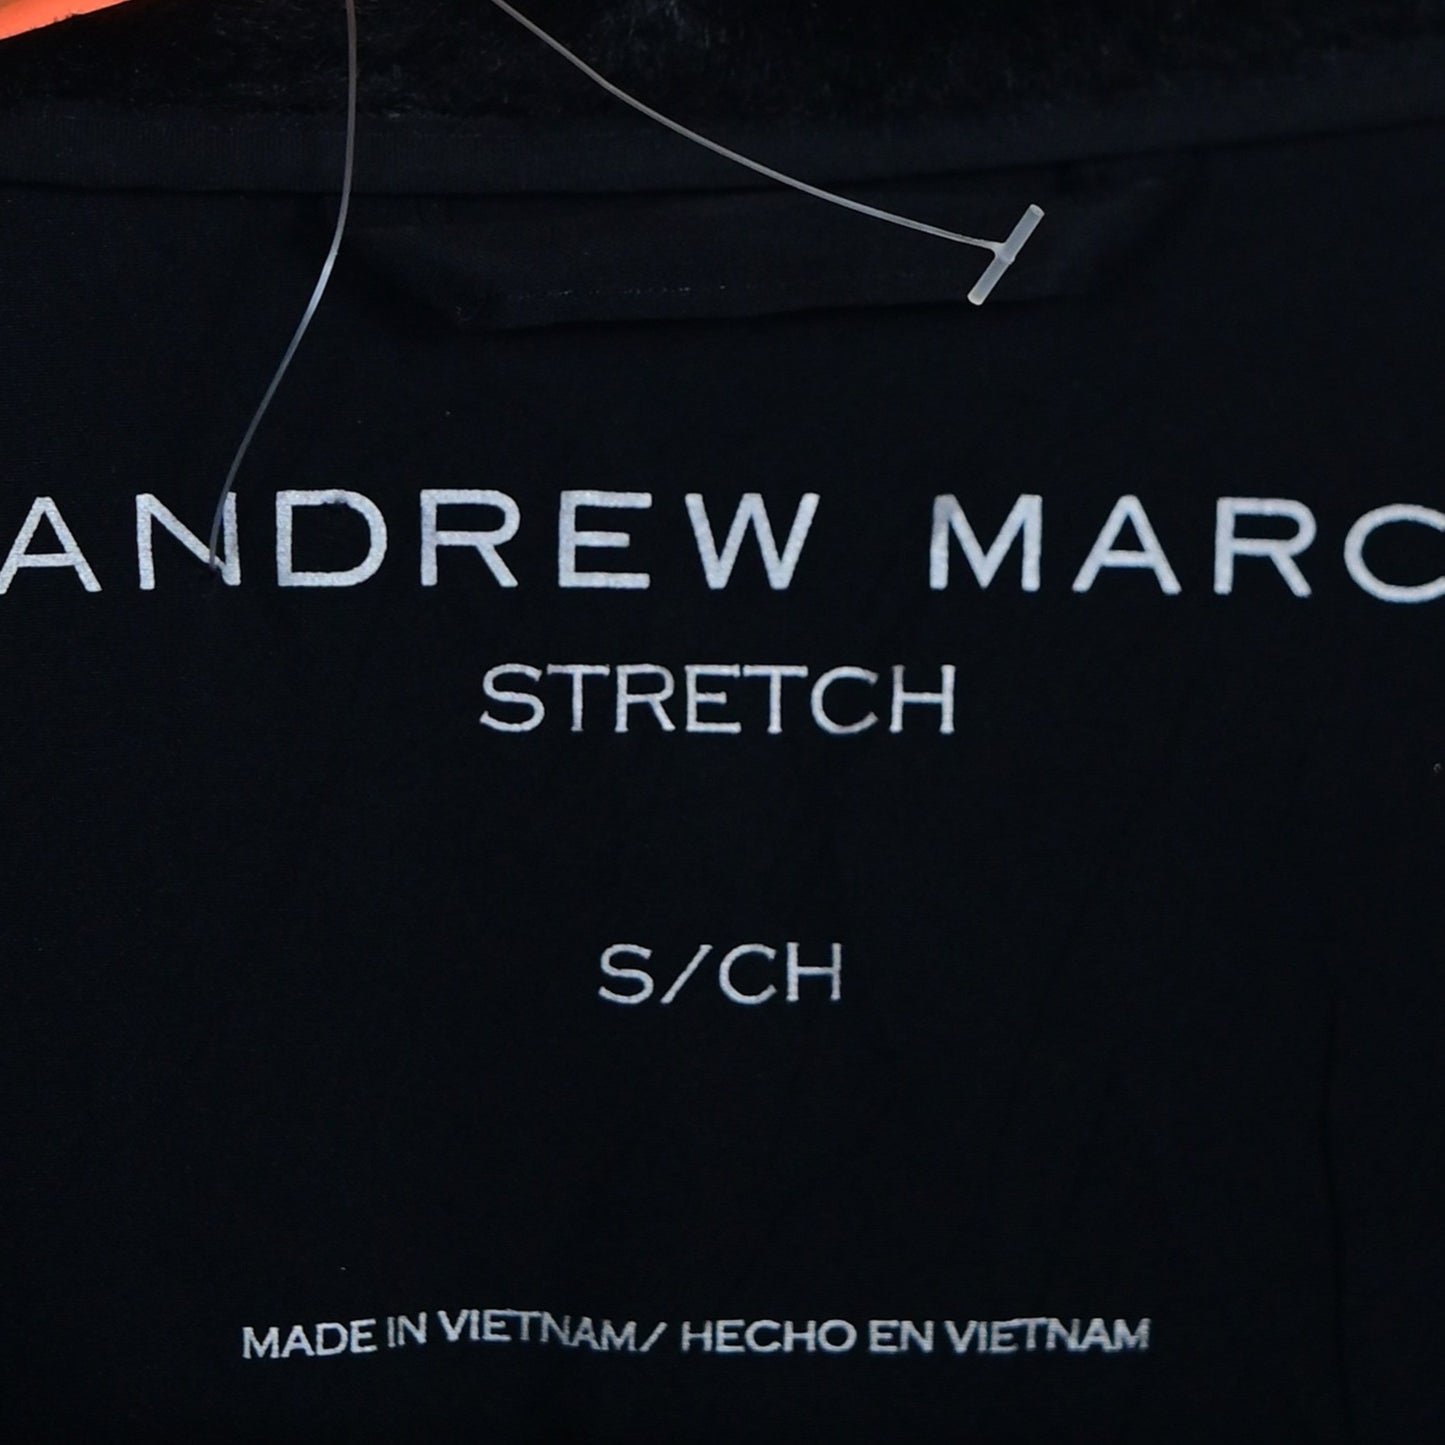 ANDREW MARC
STRETCH
S/CH
MADE IN VIETNAM/ HECHO EN VIETNAM